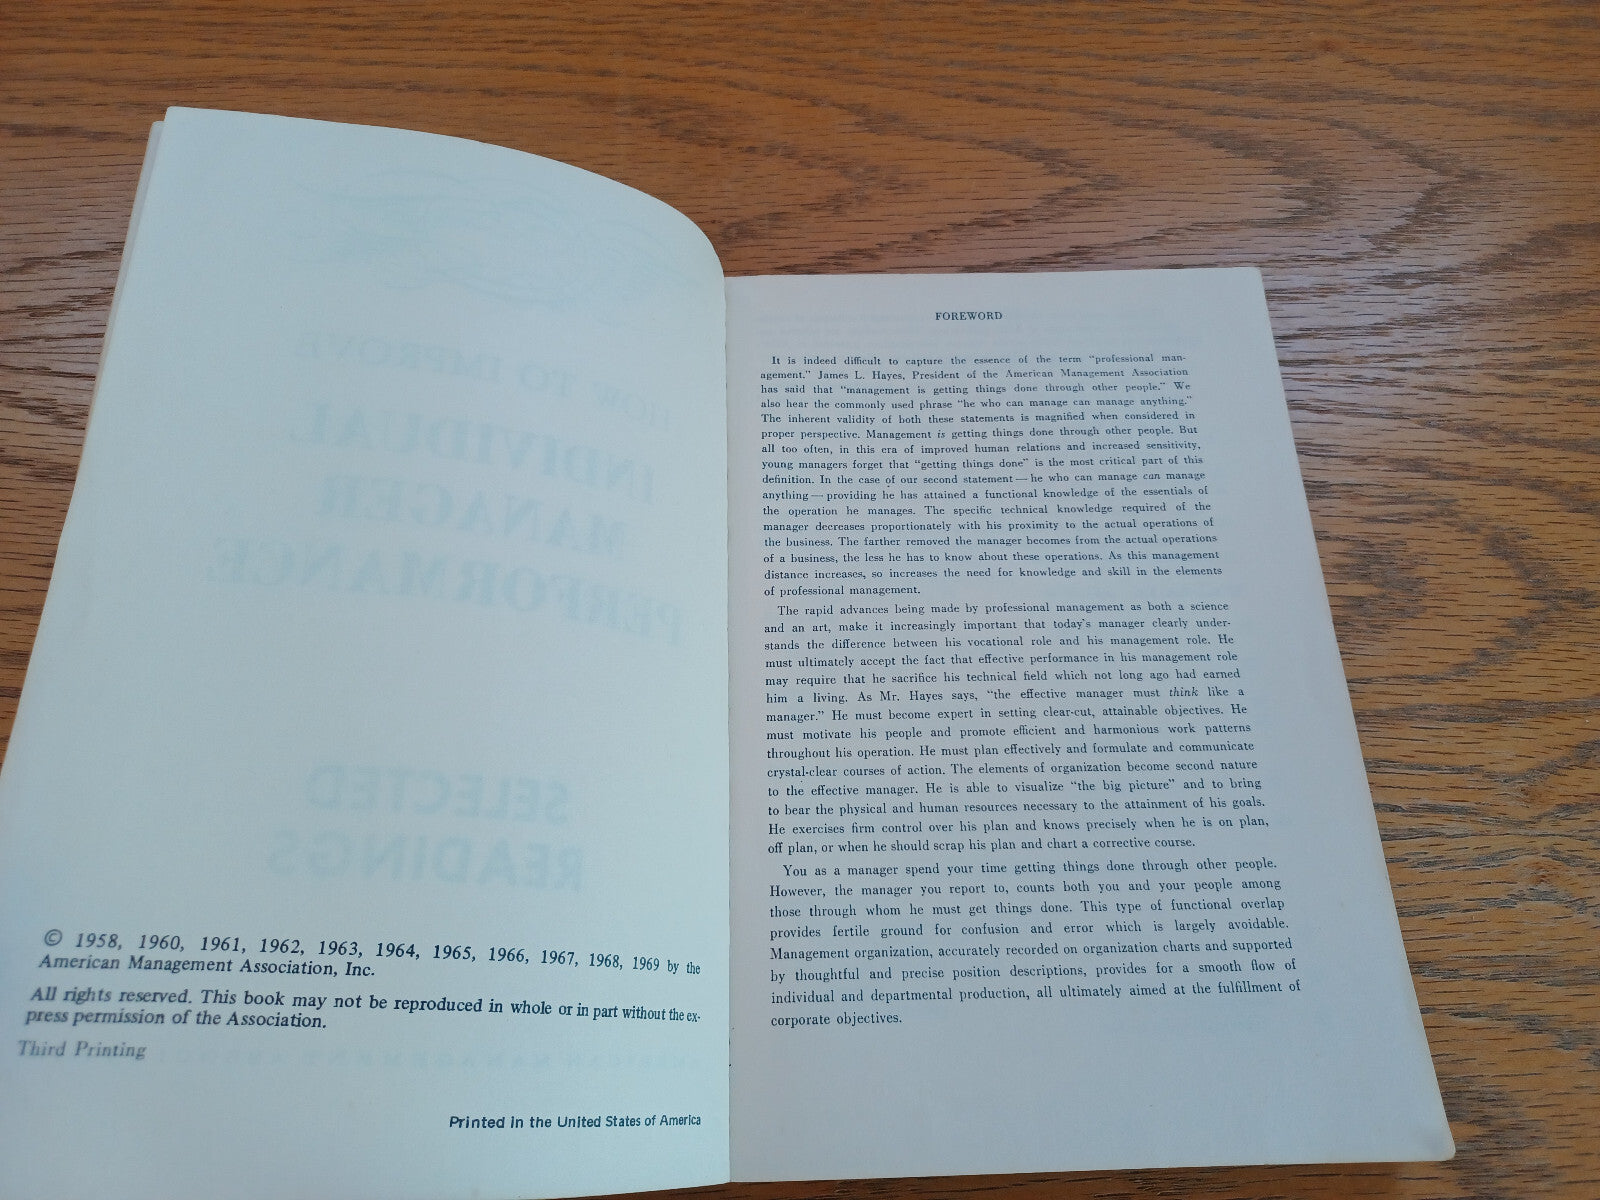 © 1958, 1960, 1961, 1962, 1963, 1964, 1965, 1966, 1967, 1968, 1969 by the
American Management Association, Inc.
All rights reserved. This book may not be reproduced in whole or in part without the ex-
press permission of the Association.
Third Printing
Printed in the United States of America
FOREWORD
It is indeed difficult to capture the essence of the term “professional man-
agement.” James L. Hayes, President of the American Management Association
has said that “management is getting things done through other people.” We
also hear the commonly used phrase “he who can manage can manage anything.”
The inherent validity of both these statements is magnified when considered in
proper perspective. Management is getting things done through other people. But
all too often, in this era of improved human relations and increased sensitivity,
young managers forget that “getting things done” is the most critical part of this
definition. In the case of our second statement — he who can manage can manage
anything — providing he has attained a functional knowledge of the essentials of
the operation he manages. The specific technical knowledge required of the
manager decreases proportionately with his proximity to the actual operations of
the business. The farther removed the manager becomes from the actual operations
of a business, the less he has to know about these operations. As this management
distance increases, so increases the need for knowledge and skill in the elements
of professional management.
The rapid advances being made by professional management as both a science
and an art, make it increasingly important that today's manager clearly under-
stands the difference between his vocational role and his management role. He
must ultimately accept the fact that effective performance in his management role
may require that he sacrifice his technical field which not long ago had earned
him a living. As Mr. Hayes says, “the effective manager must think like a
manager.” He must become expert in setting clear-cut, attainable objectives. He
must motivate his people and promote efficient and harmonious work patterns
throughout his operation. He must plan effectively and formulate and communicate
crystal-clear courses of action. The elements of organization become second nature
to the effective manager. He is able to visualize “the big picture” and to bring
to bear the physical and human resources necessary to the attainment of his goals.
He exercises firm control over his plan and knows precisely when he is on plan,
off plan, or when he should scrap his plan and chart a corrective course.
You as a manager spend your time getting things done through other people.
However, the manager you report to, counts both you and your people among
those through whom he must get things done. This type of functional overlap
provides fertile ground for confusion and error which is largely avoidable.
Management organization, accurately recorded on organization charts and supported
by thoughtful and precise position descriptions, provides for a smooth flow of
individual and departmental production, all ultimately aimed at the fulfillment of
corporate objectives.